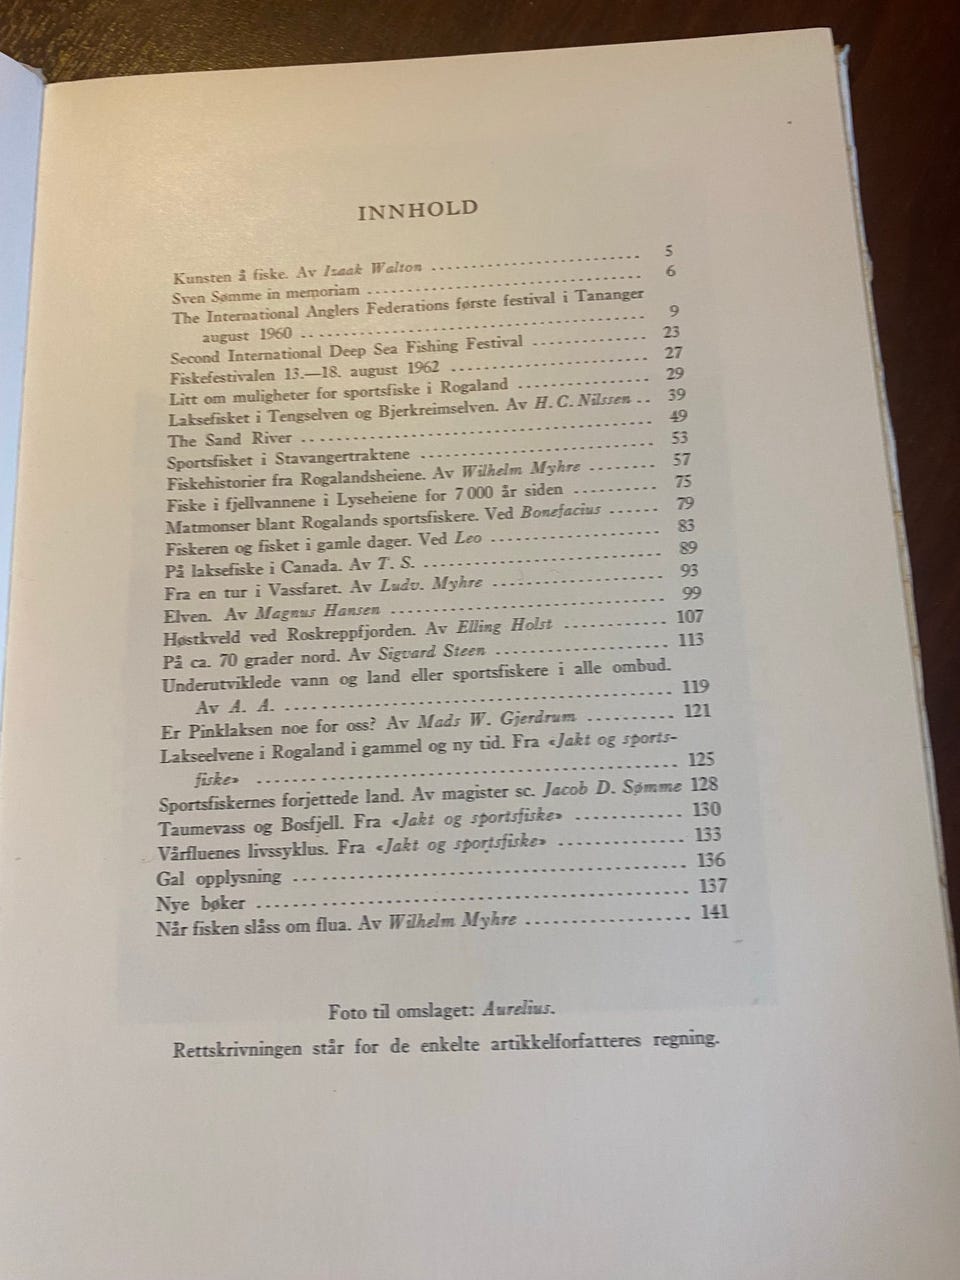 INNHOLD
Kunsten å fiske. Av Izaak Walton .............................. 5
Sven Sømme in memoriam .............................. 6
The International Anglers Federations første festival i Tananger
august 1960 .............................. 9
Second International Deep Sea Fishing Festival .............................. 23
Fiskefestivalen 13.—18. august 1962 .............................. 27
Litt om muligheter for sportsfiske i Rogaland .............................. 29
Laksefisket i Tengselven og Bjerkreimselven. Av H. C. Nilssen .. 39
The Sand River .............................. 49
Sportsfisket i Stavangertraktene .............................. 53
Fiskehistorier fra Rogalandsheiene. Av Wilhelm Myhre ........ 57
Fiske i fjellvannene i Lyseheiene for 7 000 år siden .......... 75
Matmonser blant Rogalands sportsfiskere. Ved Bonefacius ...... 79
Fiskeren og fisket i gamle dager. Ved Leo .............................. 83
På laksefiske i Canada. Av T. S. .............................. 89
Fra en tur i Vassfaret. Av Ludv. Myhre .............................. 93
Elven. Av Magnus Hansen .............................. 99
Høstkveld ved Roskreppfjorden. Av Elling Holst ............ 107
På ca. 70 grader nord. Av Sigvard Steen .................... 113
Underutviklede vann og land eller sportsfiskere i alle ombud.
Av A. A. .............................. 119
Er Pinklaksen noe for oss? Av Mads W. Gjerdrum .......... 121
Lakseelvene i Rogaland i gammel og ny tid. Fra «Jakt og sports-
fiske» .............................. 125
Sportsfiskernes forjettede land. Av magister sc. Jacob D. Sømme 128
Taumevass og Bosfjell. Fra «Jakt og sportsfiske» ............ 130
Vårfluenes livssyklus. Fra «Jakt og sportsfiske» .............. 133
Gal opplysning .............................. 136
Nye bøker .............................. 137
Når fisken slåss om flua. Av Wilhelm Myhre .................. 141
Foto til omslaget: Aurelius.
Rettskrivningen står for de enkelte artikkelforfatteres regning.